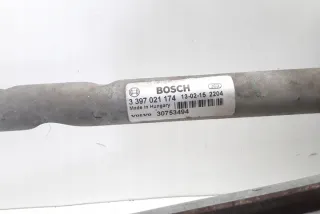 BOSCH
3 397 021 174 13-02-15 2204
Made in Hungary
VOLVO 30753494